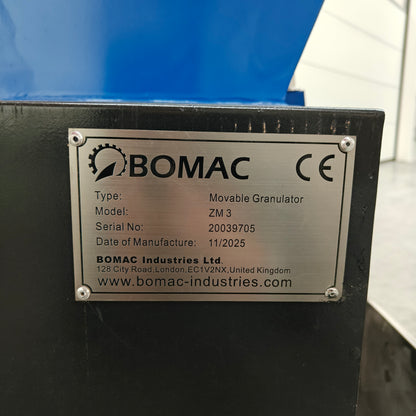 BOMAC CE
Type: Movable Granulator
Model: ZM 3
Serial No: 20039705
Date of Manufacture: 11/2025
BOMAC Industries Ltd.
128 City Road,London,EC1V2NX,United Kingdom
www.bomac-industries.com